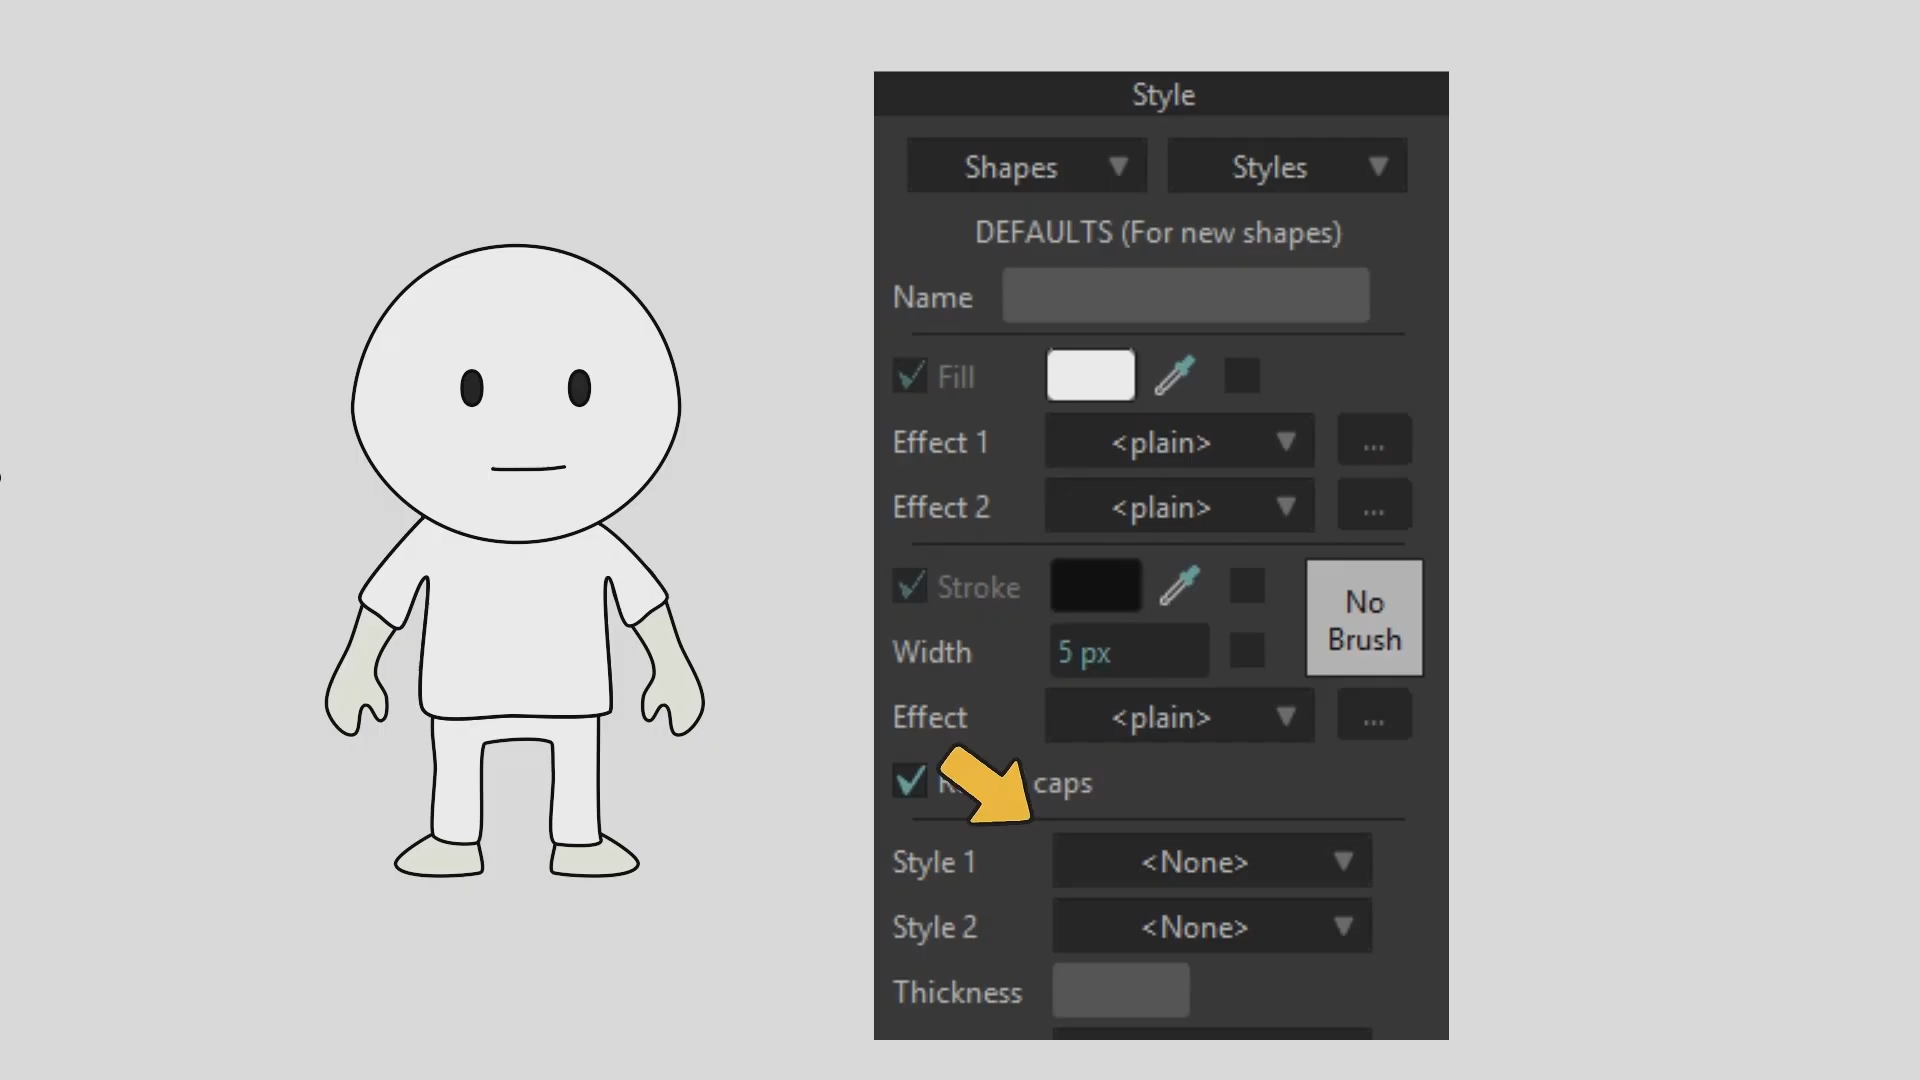 Style
Shapes Styles
DEFAULTS (For new shapes)
Name
Fill
Effect 1 <plain> ...
Effect 2 <plain> ...
Stroke
No
Brush
Width 5 px
Effect <plain> ...
caps
Style 1 <None>
Style 2 <None>
Thickness